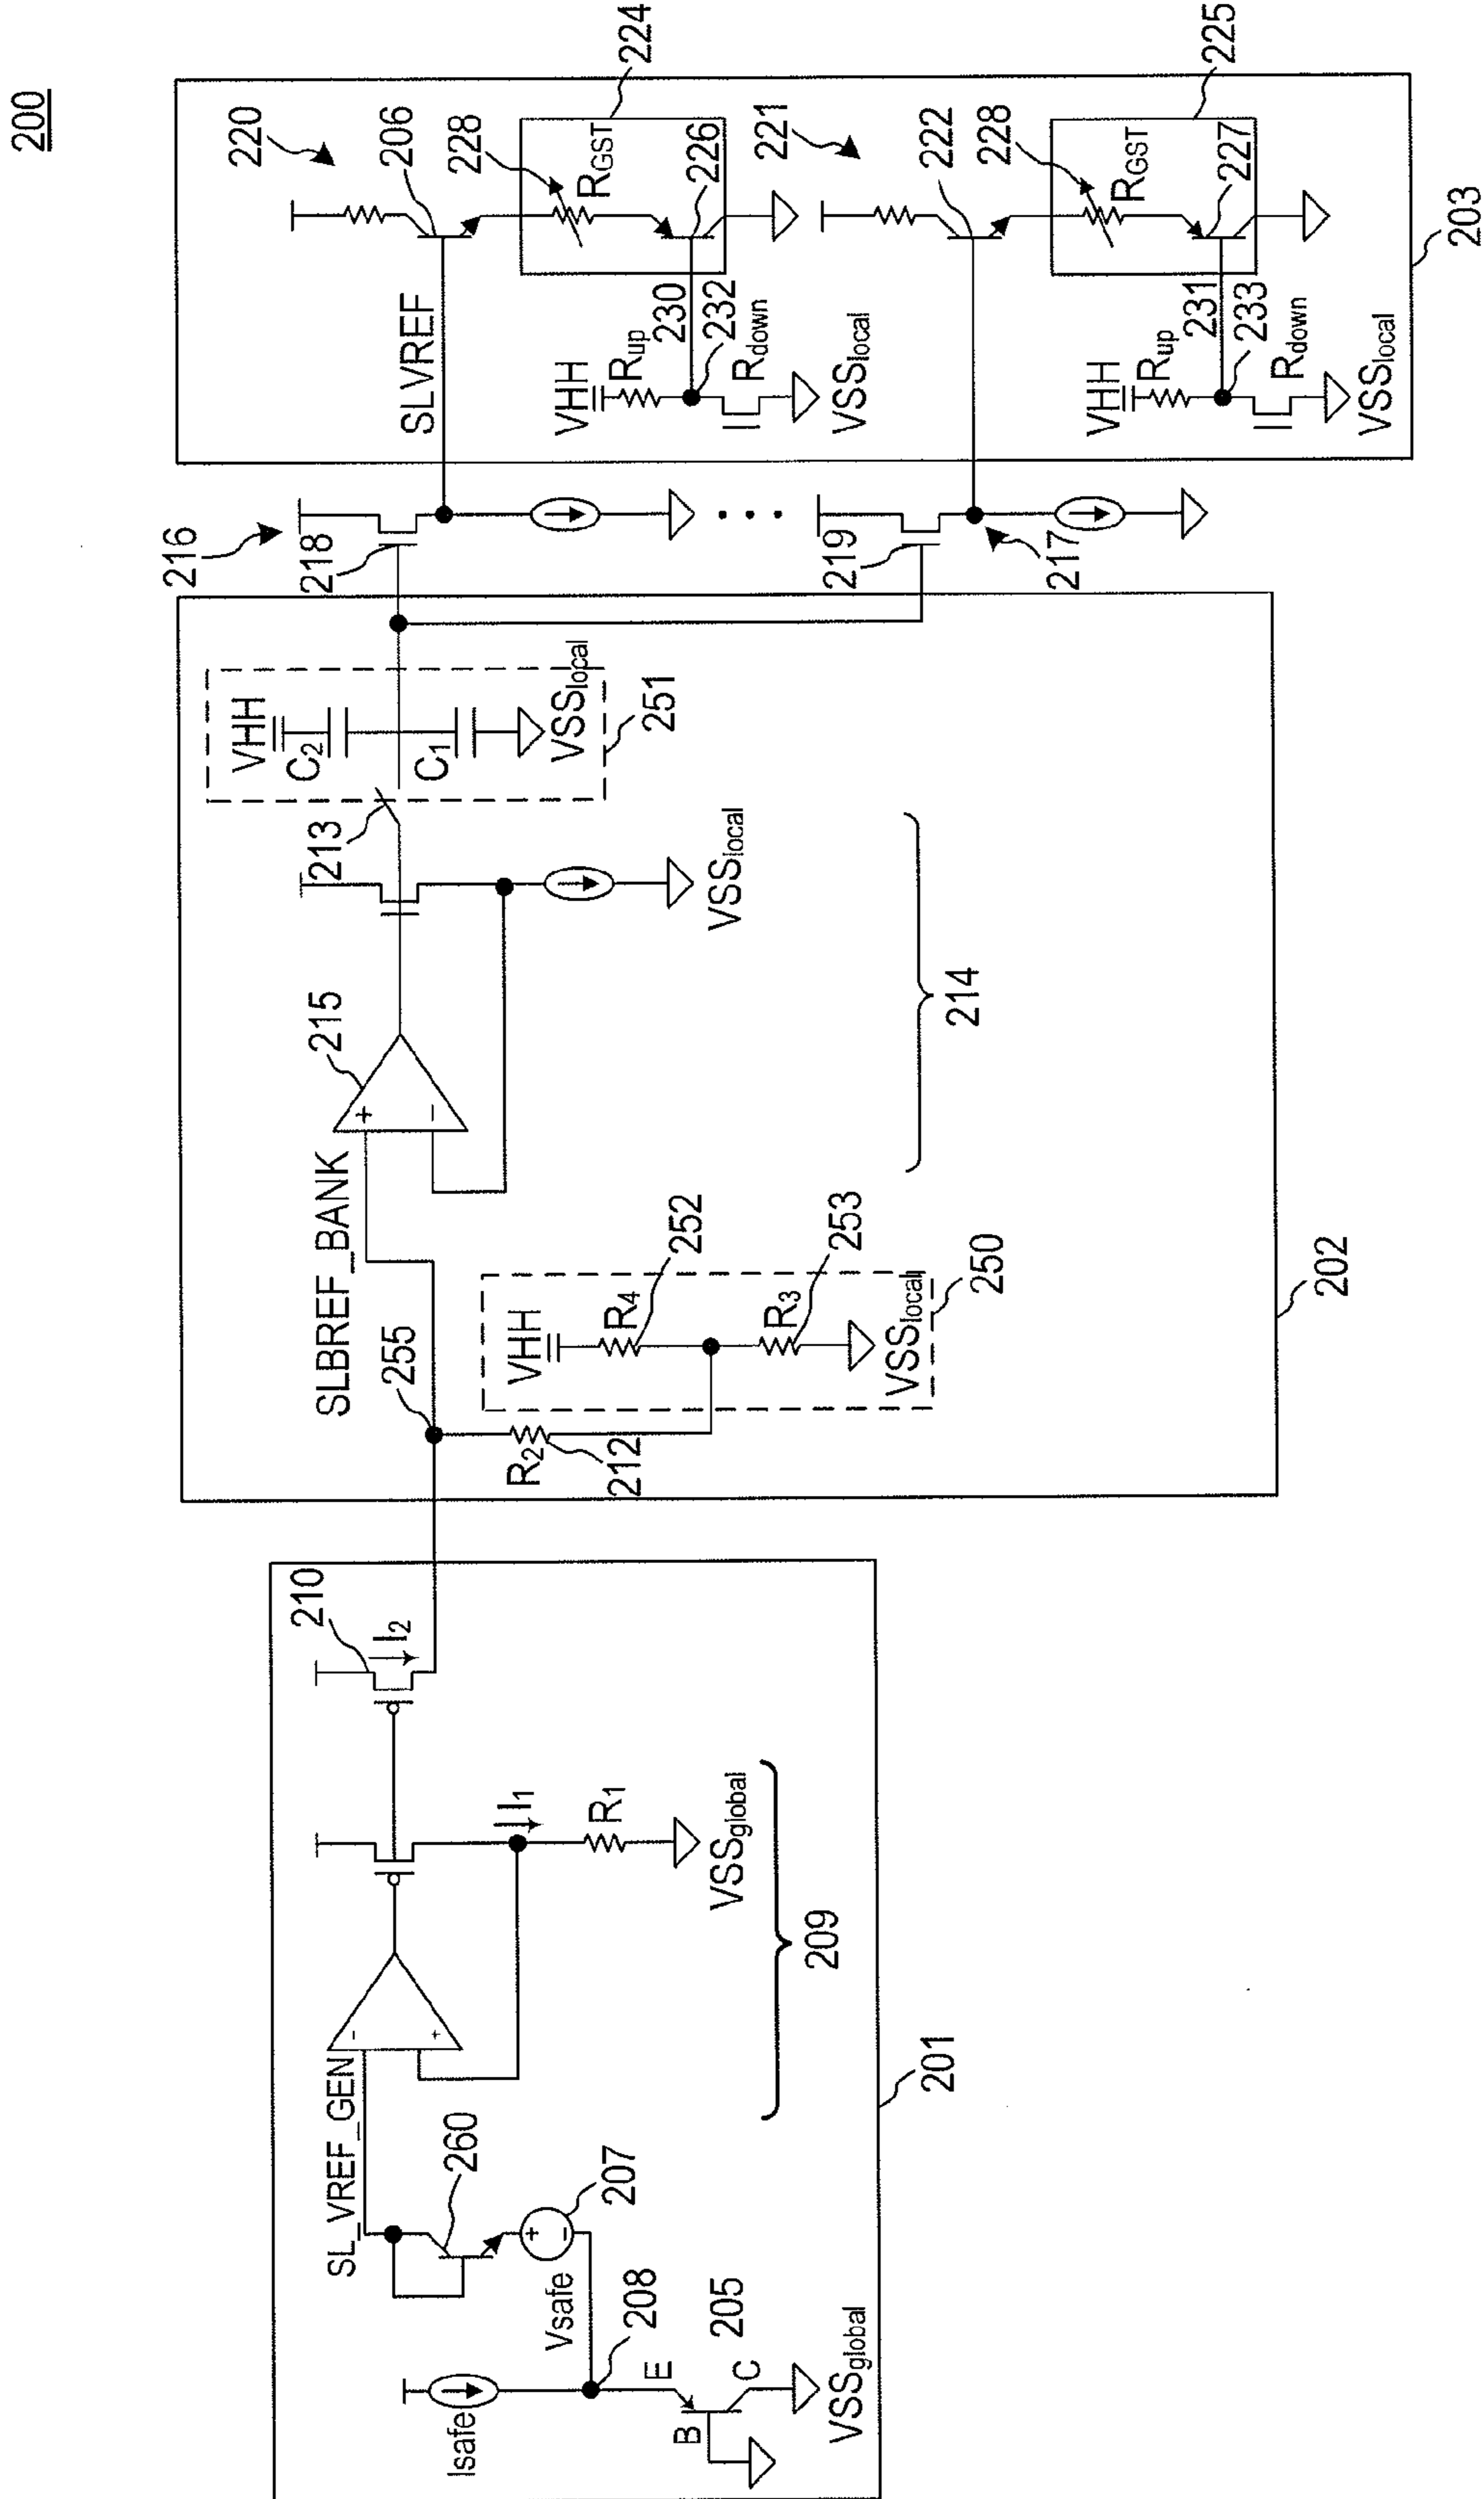 200
201
SL_VREF_GEN
260
Isafe
Vsafe
+
−
207
208
E
205
B
C
VSSglobal
-
+
I1
R1
VSSglobal
209
210
I2
202
255
SLBREF_BANK
R2
212
VHH
R4
252
R3
253
VSSlocal
250
215
+
−
213
VSSlocal
214
VHH
C2
C1
VSSlocal
251
216
218
219
217
203
220
206
SLVREF
228
RGST
224
226
VHH
Rup
230
232
Rdown
VSSlocal
221
222
228
RGST
225
227
VHH
Rup
231
233
Rdown
VSSlocal